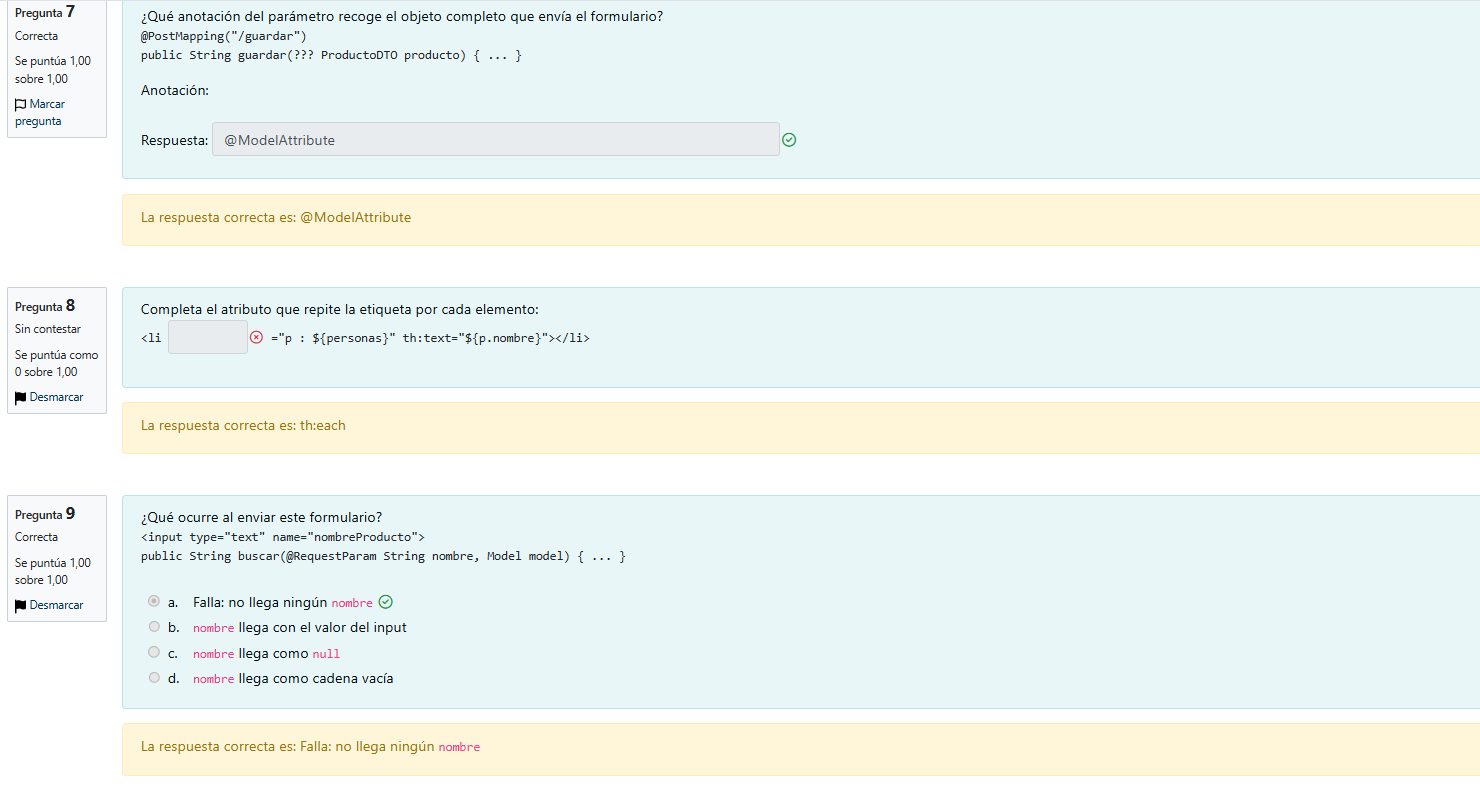 Pregunta 7
Correcta
Se puntúa 1,00
sobre 1,00
Marcar
pregunta
¿Qué anotación del parámetro recoge el objeto completo que envía el formulario?
@PostMapping("/guardar")
public String guardar(??? ProductoDTO producto) { ... }
Anotación:
Respuesta: @ModelAttribute
La respuesta correcta es: @ModelAttribute
Pregunta 8
Sin contestar
Se puntúa como
0 sobre 1,00
Desmarcar
Completa el atributo que repite la etiqueta por cada elemento:
<li ="p : ${personas}" th:text="${p.nombre}"></li>
La respuesta correcta es: th:each
Pregunta 9
Correcta
Se puntúa 1,00
sobre 1,00
Desmarcar
¿Qué ocurre al enviar este formulario?
<input type="text" name="nombreProducto">
public String buscar(@RequestParam String nombre, Model model) { ... }
a. Falla: no llega ningún nombre
b. nombre llega con el valor del input
c. nombre llega como null
d. nombre llega como cadena vacía
La respuesta correcta es: Falla: no llega ningún nombre